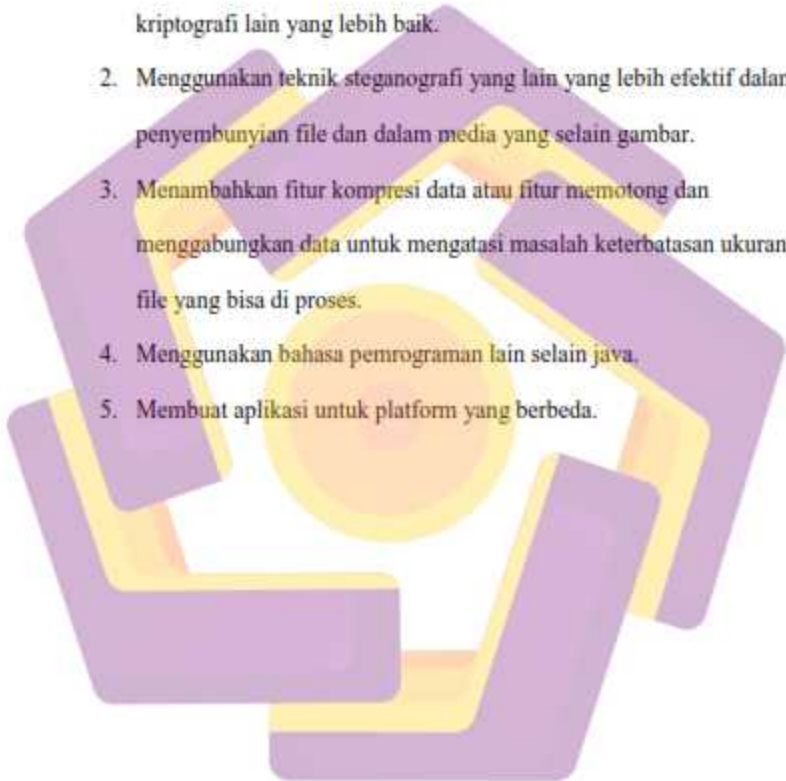 kriptografi lain yang lebih baik.
2. Menggunakan teknik steganografi yang lain yang lebih efektif dalam
penyembunyian file dan dalam media yang selain gambar.
3. Menambahkan fitur kompresi data atau fitur memotong dan
menggabungkan data untuk mengatasi masalah keterbatasan ukuran
file yang bisa di proses.
4. Menggunakan bahasa pemrograman lain selain java.
5. Membuat aplikasi untuk platform yang berbeda.